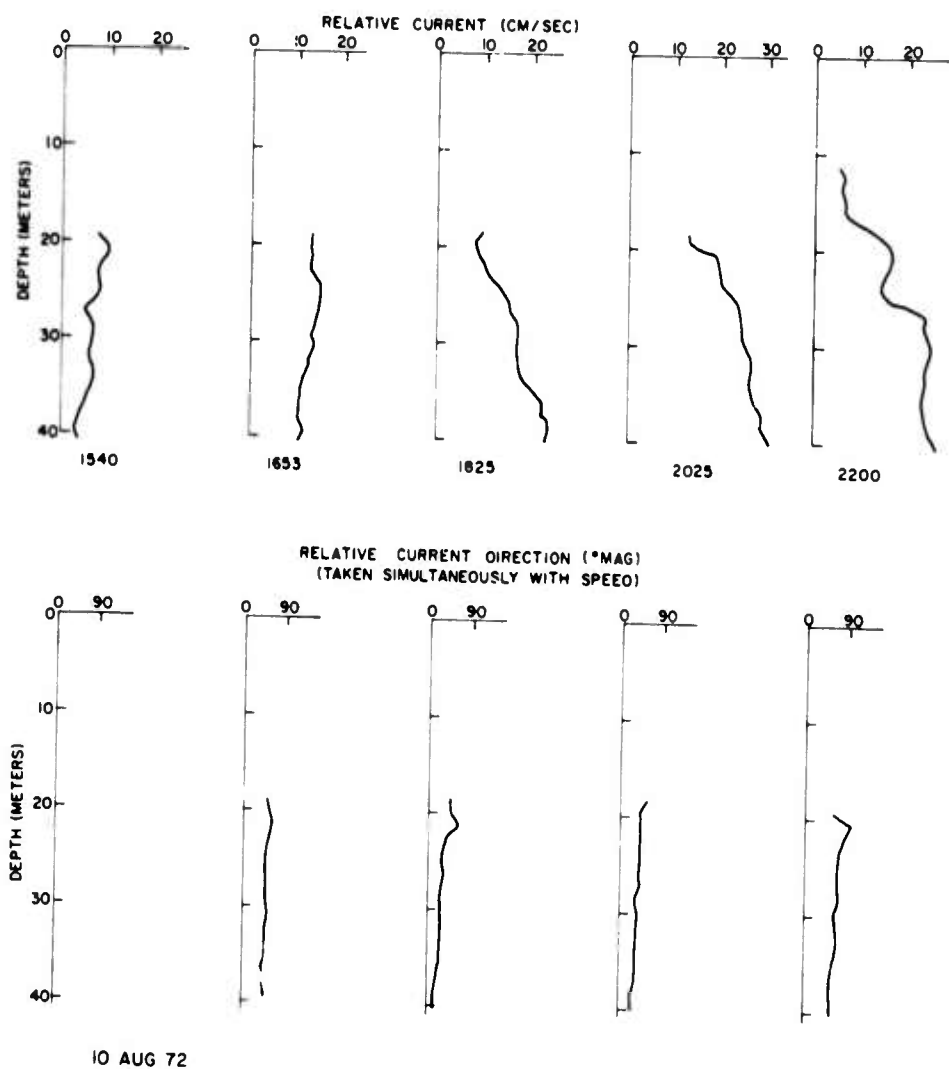 RELATIVE CURRENT (CM/SEC)
0 10 20 0 10 20 0 10 20 0 10 20 30 0 10 20
0
10
20
30
40
DEPTH (METERS)
1540 1653 1825 2025 2200
RELATIVE CURRENT DIRECTION (°MAG)
(TAKEN SIMULTANEOUSLY WITH SPEED)
0 90 0 90 0 90 0 90 0 90
0
10
20
30
40
DEPTH (METERS)
10 AUG 72